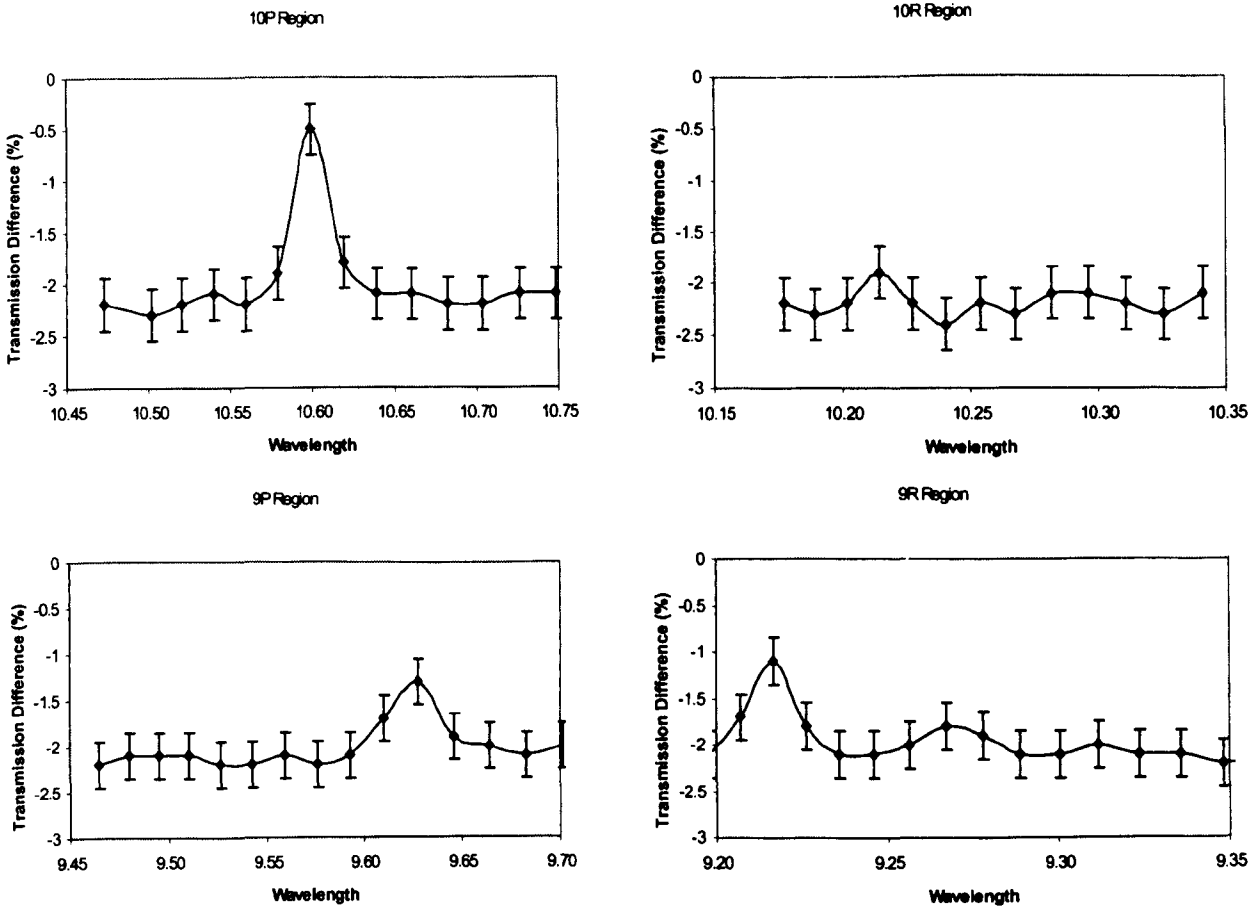 10P Region
0
-0.5
-1
-1.5
-2
-2.5
-3
Transmission Difference (%)
10.45 10.50 10.55 10.60 10.65 10.70 10.75
Wavelength
10R Region
0
-0.5
-1
-1.5
-2
-2.5
-3
Transmission Difference (%)
10.15 10.20 10.25 10.30 10.35
Wavelength
9P Region
0
-0.5
-1
-1.5
-2
-2.5
-3
Transmission Difference (%)
9.45 9.50 9.55 9.60 9.65 9.70
Wavelength
9R Region
0
-0.5
-1
-1.5
-2
-2.5
-3
Transmission Difference (%)
9.20 9.25 9.30 9.35
Wavelength